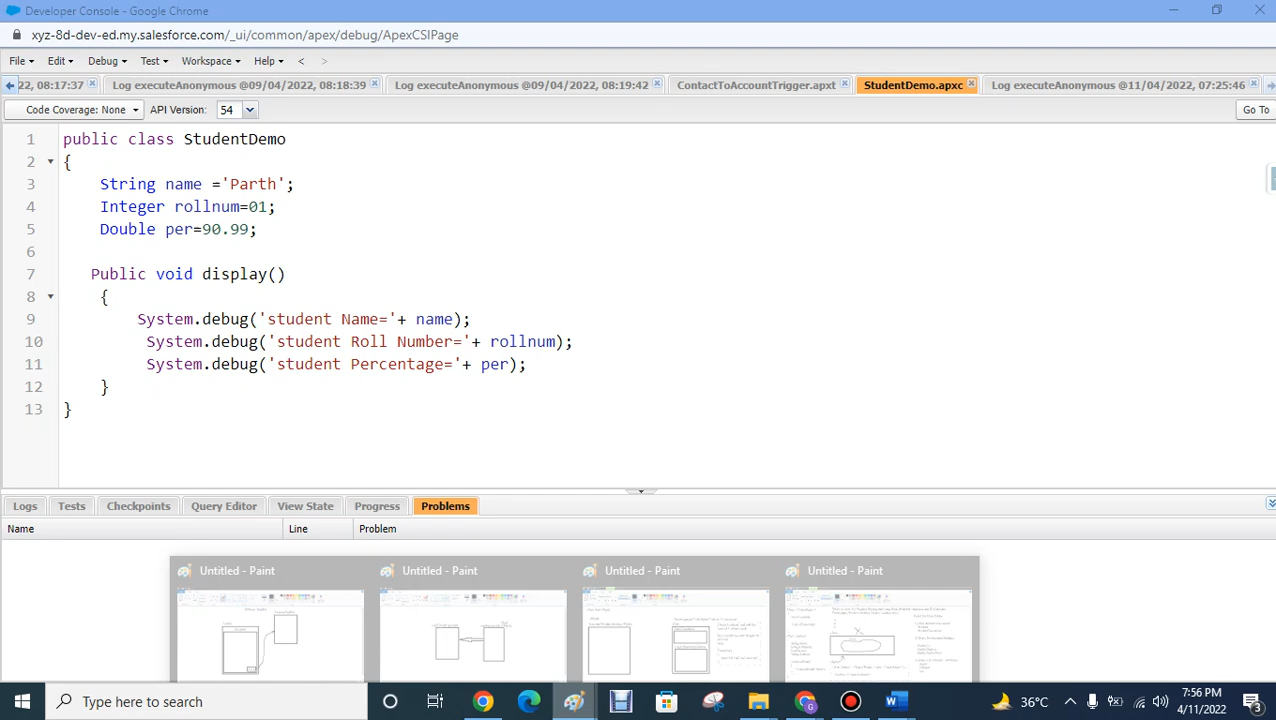 Developer Console - Google Chrome
xyz-8d-dev-ed.my.salesforce.com/_ui/common/apex/debug/ApexCSIPage
File Edit Debug Test Workspace Help < >
22, 08:17:37 Log executeAnonymous @09/04/2022, 08:18:39 Log executeAnonymous @09/04/2022, 08:19:42 ContactToAccountTrigger.apxt StudentDemo.apxc Log executeAnonymous @11/04/2022, 07:25:46
Code Coverage: None API Version: 54 Go To
1 public class StudentDemo
2 {
3 String name ='Parth';
4 Integer rollnum=01;
5 Double per=90.99;
6
7 Public void display()
8 {
9 System.debug('student Name='+ name);
10 System.debug('student Roll Number='+ rollnum);
11 System.debug('student Percentage='+ per);
12 }
13 }
Logs Tests Checkpoints Query Editor View State Progress Problems
Name Line Problem
Untitled - Paint Untitled - Paint Untitled - Paint Untitled - Paint
Type here to search
36°C
7:56 PM
4/11/2022
3